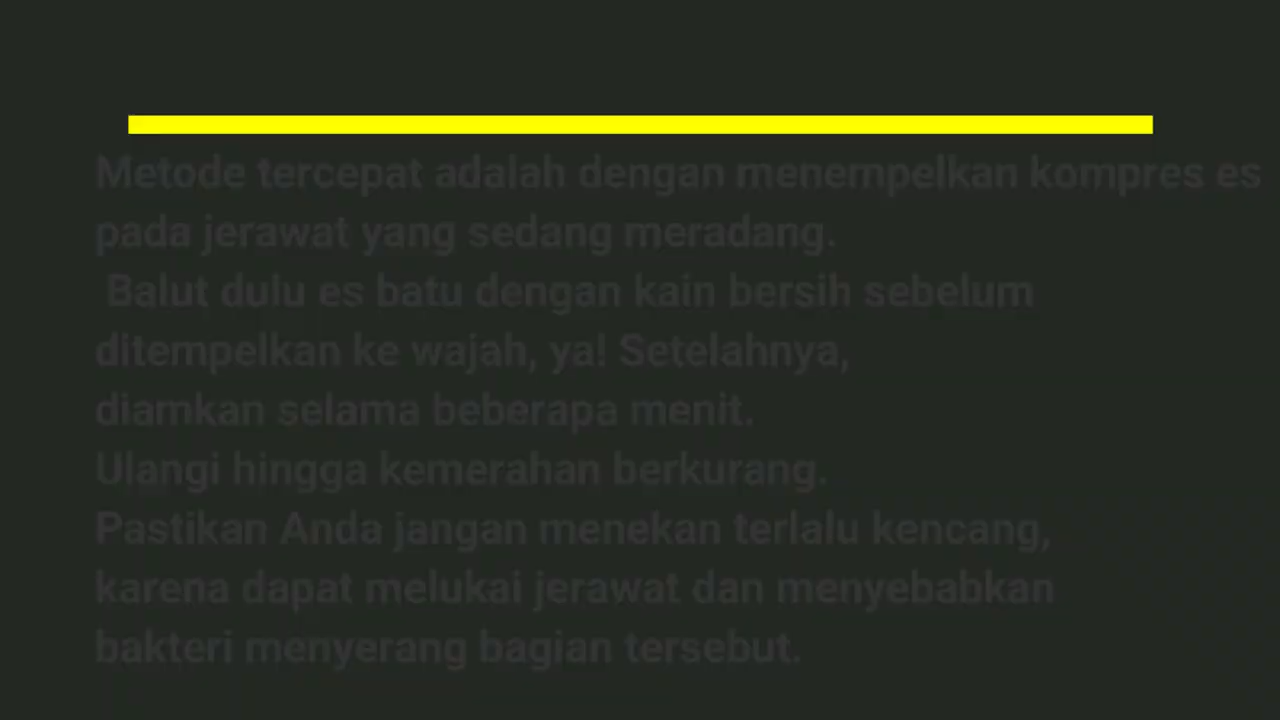 Metode tercepat adalah dengan menempelkan kompres es
pada jerawat yang sedang meradang.
Balut dulu es batu dengan kain bersih sebelum
ditempelkan ke wajah, ya! Setelahnya,
diamkan selama beberapa menit.
Ulangi hingga kemerahan berkurang.
Pastikan Anda jangan menekan terlalu kencang,
karena dapat melukai jerawat dan menyebabkan
bakteri menyerang bagian tersebut.